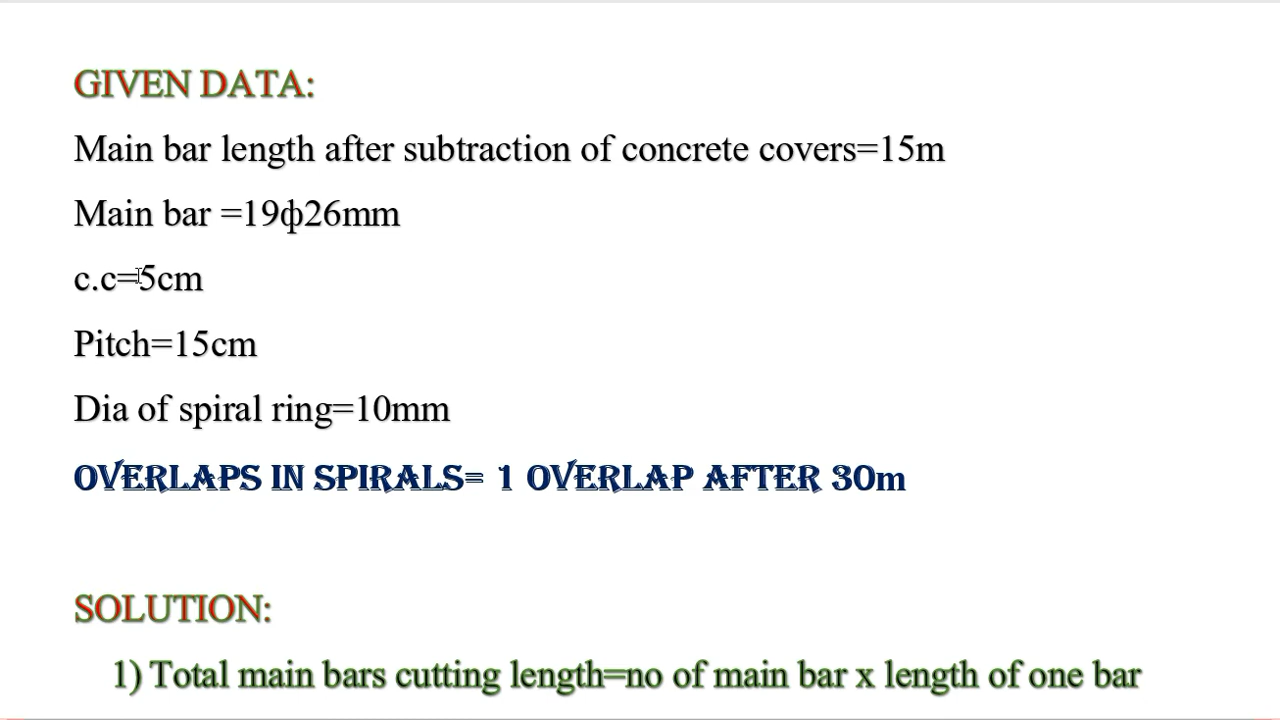 GIVEN DATA:
Main bar length after subtraction of concrete covers=15m
Main bar =19ф26mm
c.c=5cm
Pitch=15cm
Dia of spiral ring=10mm
OVERLAPS IN SPIRALS= 1 OVERLAP AFTER 30m
SOLUTION:
1) Total main bars cutting length=no of main bar x length of one bar